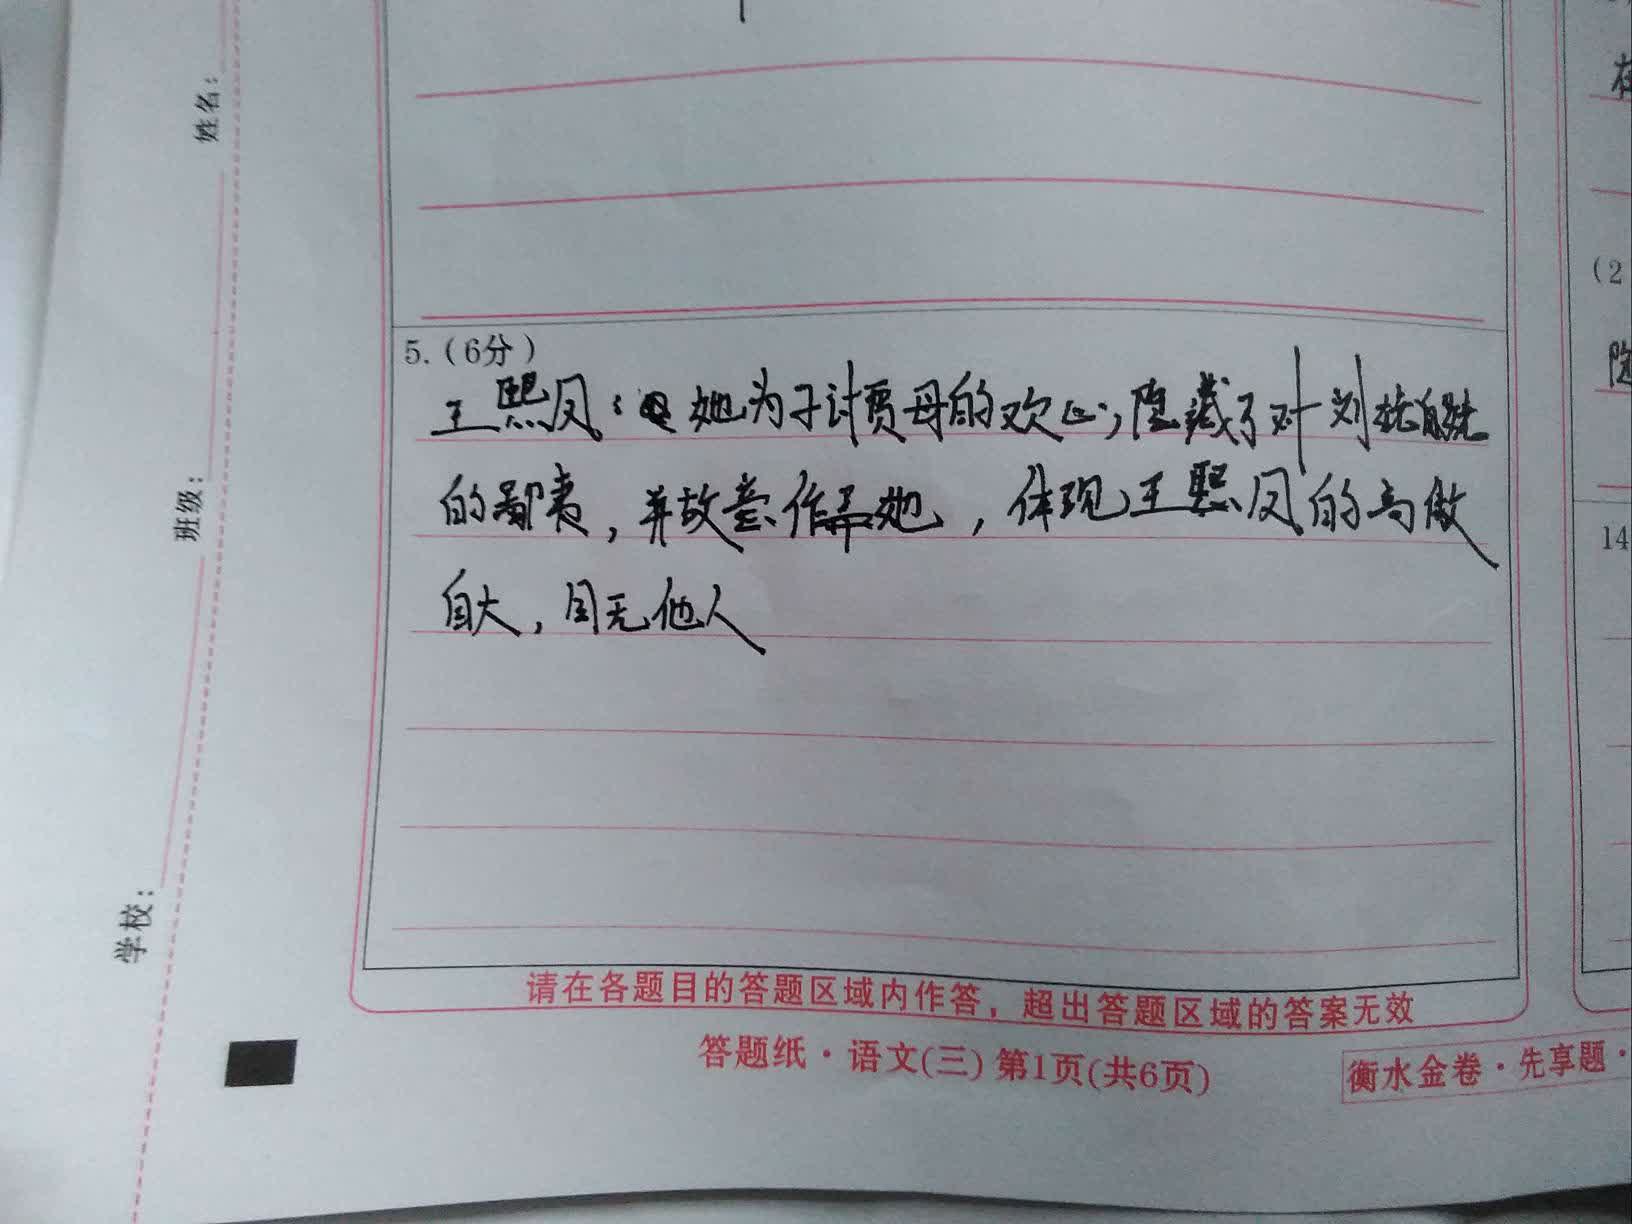 姓名:
班级:
学校:
5.(6分)
王熙凤:她为了讨贾母的欢心,隐藏了对刘姥姥
的鄙夷,并故意作弄她,体现王熙凤的高傲
自大,目无他人
请在各题目的答题区域内作答,超出答题区域的答案无效
答题纸·语文(三) 第1页(共6页)
衡水金卷·先享题·
(2
14